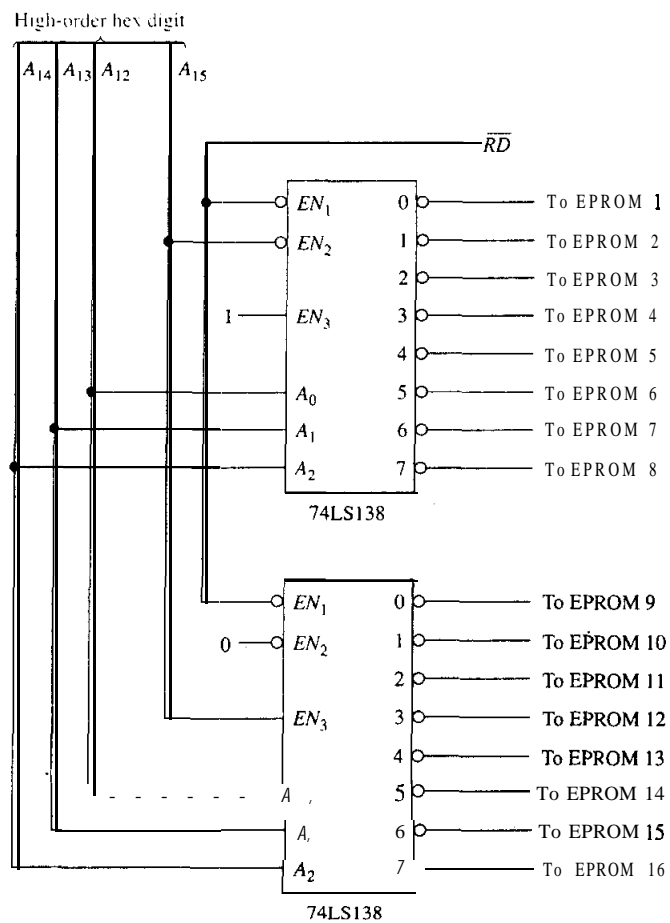 High-order hex digit
A14 A13 A12 A15
RD
EN1 0 To EPROM 1
EN2 1 To EPROM 2
2 To EPROM 3
1 EN3 3 To EPROM 4
4 To EPROM 5
A0 5 To EPROM 6
A1 6 To EPROM 7
A2 7 To EPROM 8
74LS138
EN1 0 To EPROM 9
0 EN2 1 To EPROM 10
2 To EPROM 11
EN3 3 To EPROM 12
4 To EPROM 13
A 5 To EPROM 14
A 6 To EPROM 15
A2 7 To EPROM 16
74LS138